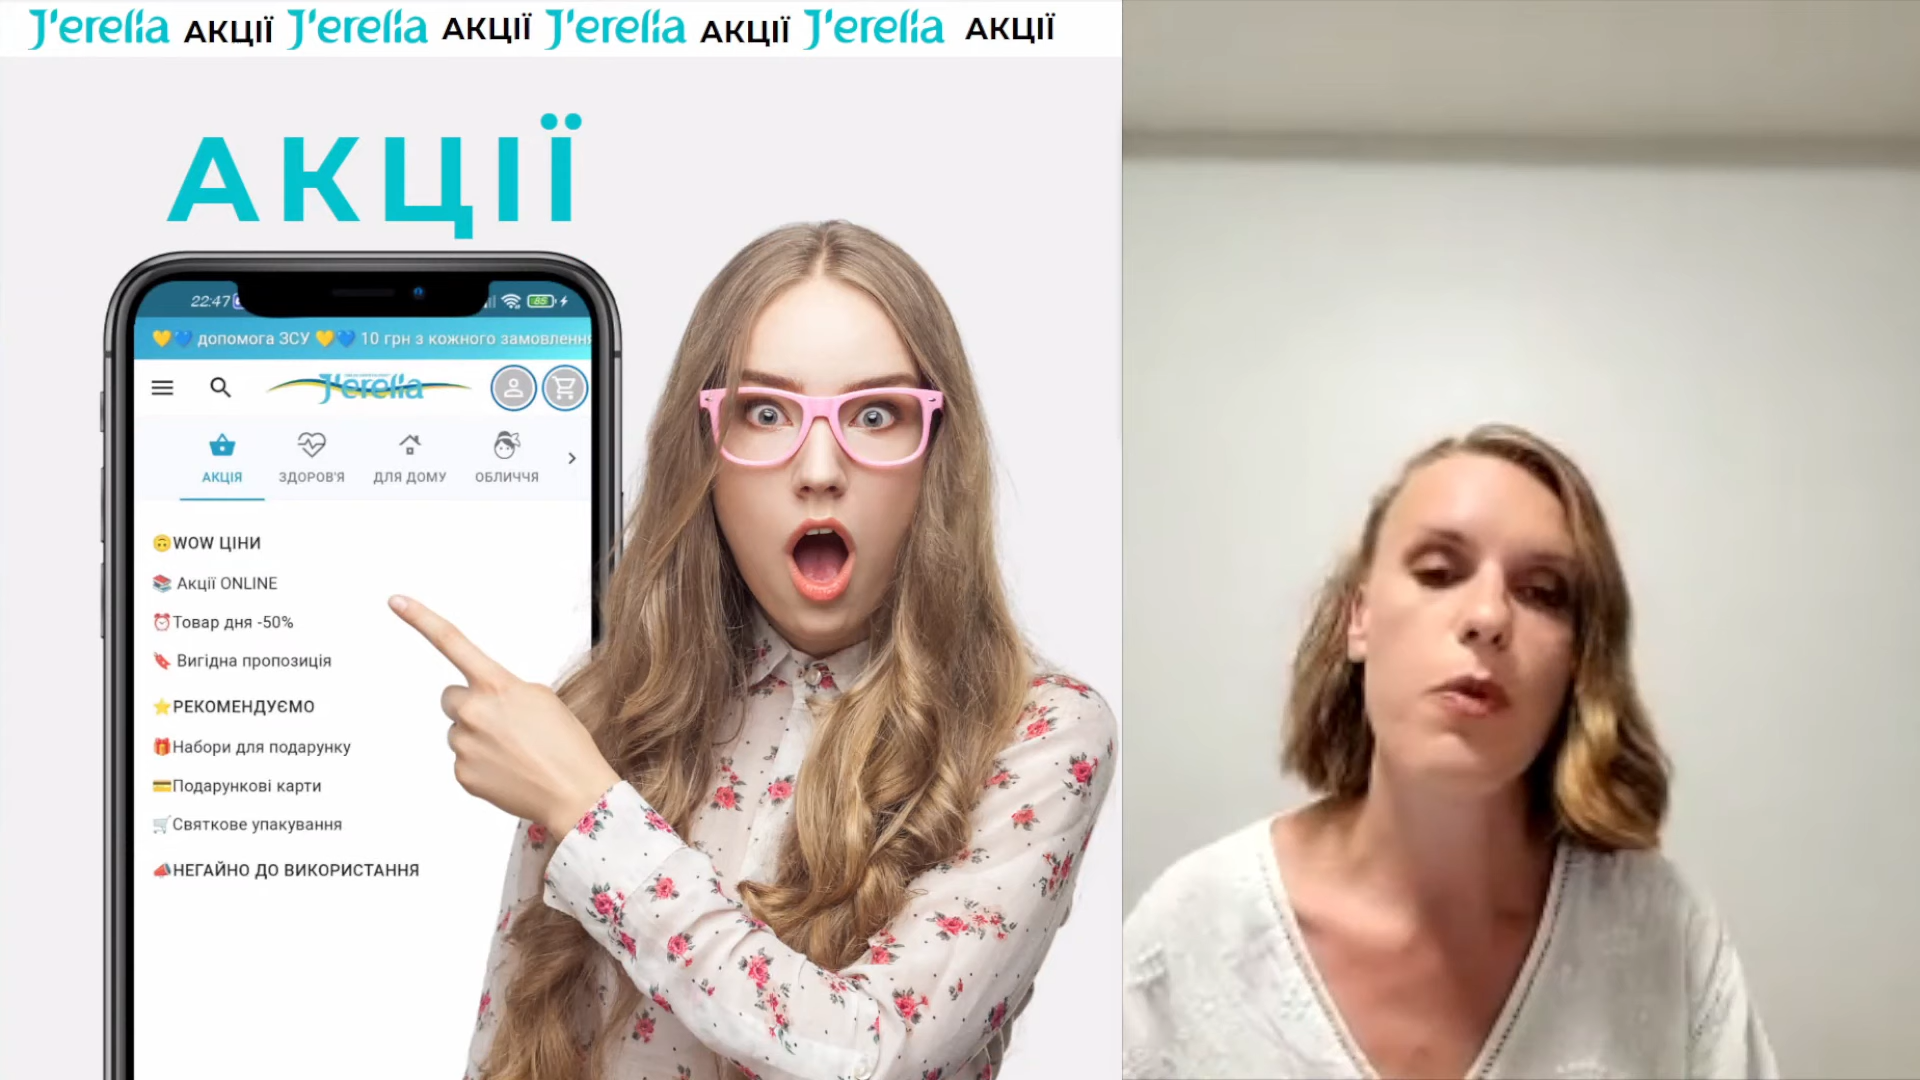 J'erelia АКЦІЇ J'erelia АКЦІЇ J'erelia АКЦІЇ J'erelia АКЦІЇ
АКЦІЇ
22:47 85
💛💙 допомога ЗСУ 💛💙 10 грн з кожного замовлення
J'erelia
АКЦІЯ ЗДОРОВ'Я ДЛЯ ДОМУ ОБЛИЧЧЯ
🙃WOW ЦІНИ
📚 Акції ONLINE
⏰Товар дня -50%
🔖 Вигідна пропозиція
⭐РЕКОМЕНДУЄМО
🎁Набори для подарунку
💳Подарункові карти
🛒Святкове упакування
📣НЕГАЙНО ДО ВИКОРИСТАННЯ